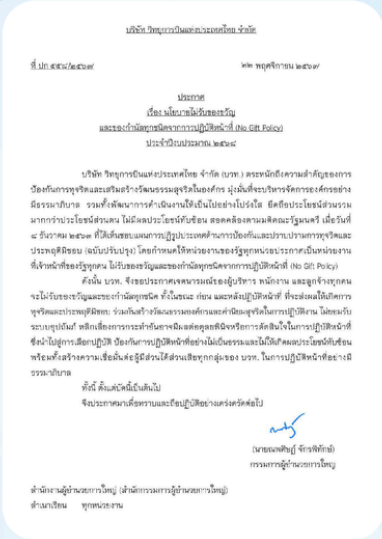 บริษัท วิทยุการบินแห่งประเทศไทย จำกัด
ที่ ปก ๕๕๘/๒๕๖๗
๒๒ พฤศจิกายน ๒๕๖๗
ประกาศ
เรื่อง นโยบายไม่รับของขวัญ
และของกำนัลทุกชนิดจากการปฏิบัติหน้าที่ (No Gift Policy)
ประจำปีงบประมาณ ๒๕๖๘
บริษัท วิทยุการบินแห่งประเทศไทย จำกัด (บวท.) ตระหนักถึงความสำคัญของการ
ป้องกันการทุจริตและเสริมสร้างวัฒนธรรมสุจริตในองค์กร มุ่งมั่นที่จะบริหารจัดการองค์กรอย่าง
มีธรรมาภิบาล รวมทั้งพัฒนาการดำเนินงานให้เป็นไปอย่างโปร่งใส ยึดถือประโยชน์ส่วนรวม
มากกว่าประโยชน์ส่วนตน ไม่มีผลประโยชน์ทับซ้อน สอดคล้องตามมติคณะรัฐมนตรี เมื่อวันที่
๘ ธันวาคม ๒๕๖๓ ที่ได้เห็นชอบแผนการปฏิรูปประเทศด้านการป้องกันและปราบปรามการทุจริตและ
ประพฤติมิชอบ (ฉบับปรับปรุง) โดยกำหนดให้หน่วยงานของรัฐทุกหน่วยประกาศเป็นหน่วยงาน
ที่เจ้าหน้าที่ของรัฐทุกคน ไม่รับของขวัญและของกำนัลทุกชนิดจากการปฏิบัติหน้าที่ (No Gift Policy)
ดังนั้น บวท. จึงขอประกาศเจตนารมณ์ของผู้บริหาร พนักงาน และลูกจ้างทุกคน
จะไม่รับของขวัญและของกำนัลทุกชนิด ทั้งในขณะ ก่อน และหลังปฏิบัติหน้าที่ ที่จะส่งผลให้เกิดการ
ทุจริตและประพฤติมิชอบ ร่วมกันสร้างวัฒนธรรมองค์กรและค่านิยมสุจริตในการปฏิบัติงาน ไม่ยอมรับ
ระบบอุปถัมภ์ หลีกเลี่ยงการกระทำอันอาจมีผลต่อดุลยพินิจหรือการตัดสินใจในการปฏิบัติหน้าที่
ซึ่งนำไปสู่การเลือกปฏิบัติ ป้องกันการปฏิบัติหน้าที่อย่างไม่เป็นธรรมและไม่ให้เกิดผลประโยชน์ทับซ้อน
พร้อมทั้งสร้างความเชื่อมั่นต่อผู้มีส่วนได้ส่วนเสียทุกกลุ่มของ บวท. ในการปฏิบัติหน้าที่อย่างมี
ธรรมาภิบาล
ทั้งนี้ ตั้งแต่บัดนี้เป็นต้นไป
จึงประกาศมาเพื่อทราบและถือปฏิบัติอย่างเคร่งครัดต่อไป
(นายณพศิษฏ์ จักรพิทักษ์)
กรรมการผู้อำนวยการใหญ่
สำนักงานผู้อำนวยการใหญ่ (สำนักกรรมการผู้อำนวยการใหญ่)
สำเนาเรียน ทุกหน่วยงาน